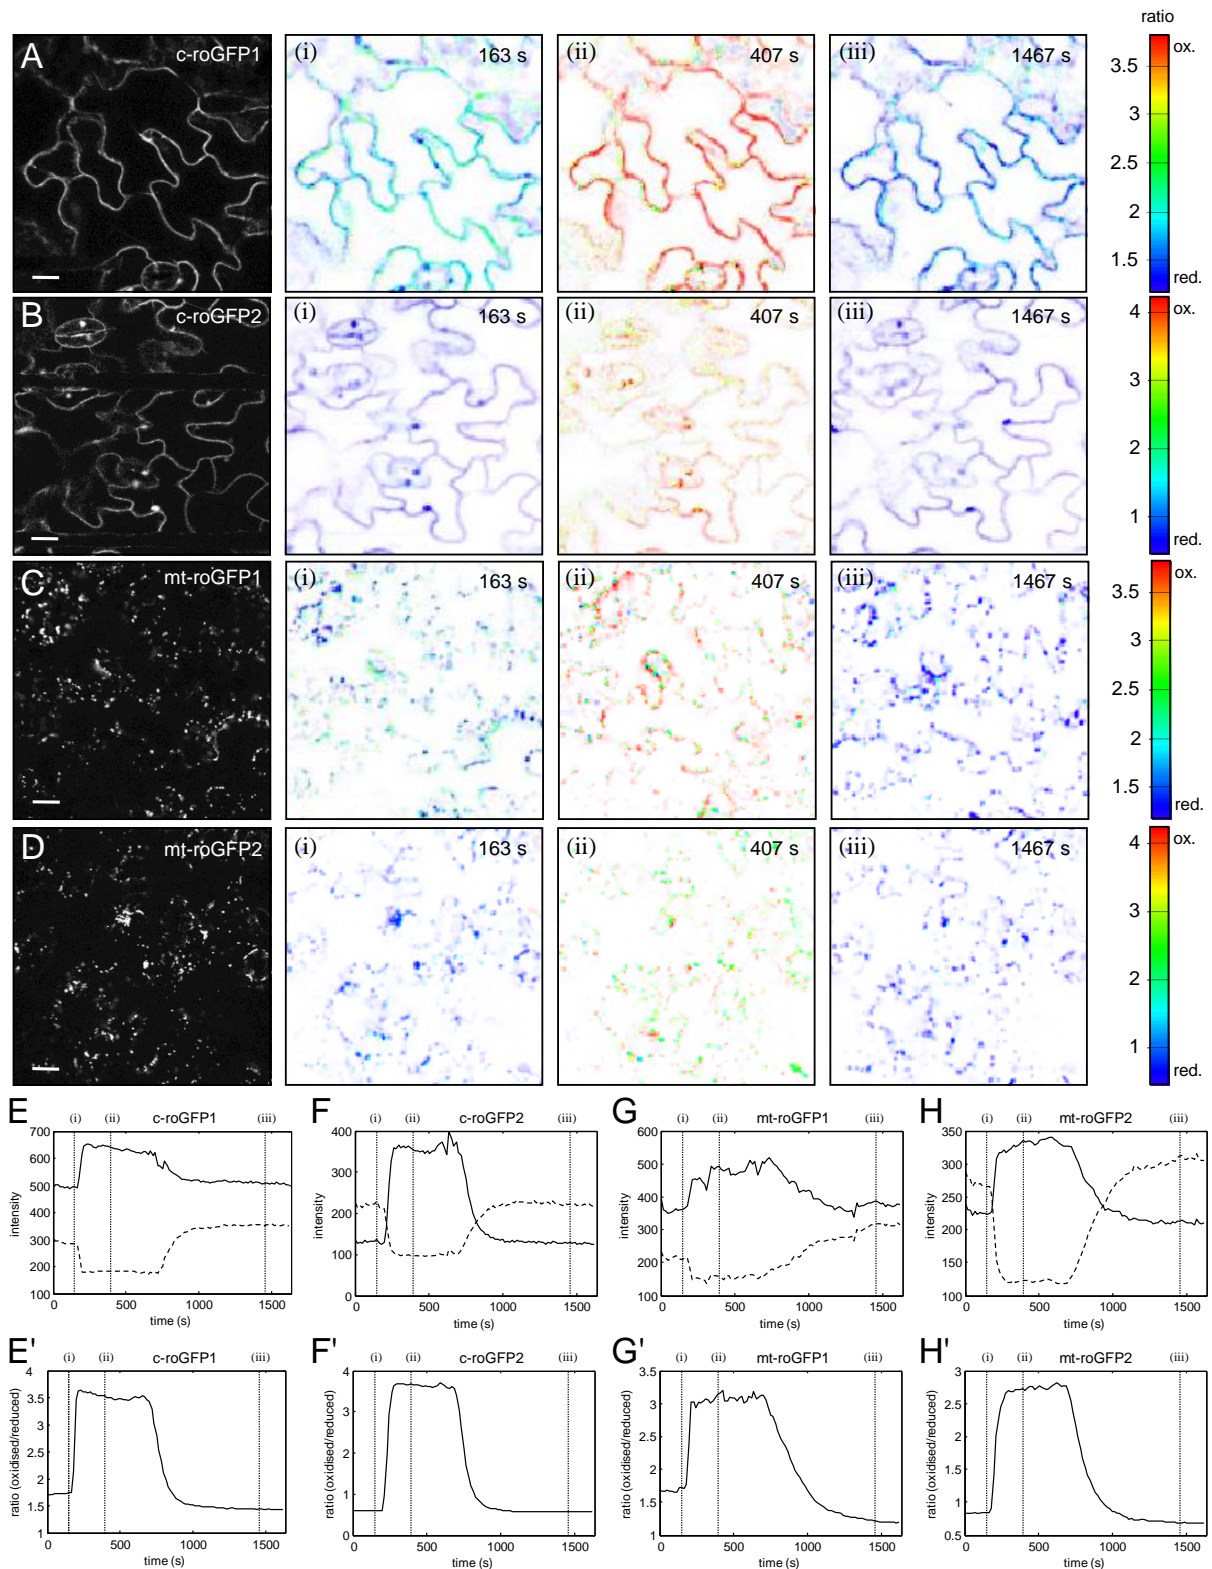 ratio
A c-roGFP1 (i) 163 s (ii) 407 s (iii) 1467 s ox.
3.5
3
2.5
2
1.5
red.
B c-roGFP2 (i) 163 s (ii) 407 s (iii) 1467 s 4 ox.
3
2
1
red.
C mt-roGFP1 (i) 163 s (ii) 407 s (iii) 1467 s ox.
3.5
3
2.5
2
1.5
red.
D mt-roGFP2 (i) 163 s (ii) 407 s (iii) 1467 s 4 ox.
3
2
1
red.
E (i) (ii) c-roGFP1 (iii)
700
600
500
400
300
200
100
intensity
0 500 1000 1500
time (s)
F (i) (ii) c-roGFP2 (iii)
400
300
200
100
0
intensity
0 500 1000 1500
time (s)
G (i) (ii) mt-roGFP1 (iii)
600
500
400
300
200
100
intensity
0 500 1000 1500
time (s)
H (i) (ii) mt-roGFP2 (iii)
350
300
250
200
150
100
intensity
0 500 1000 1500
time (s)
E' (i) (ii) c-roGFP1 (iii)
4
3.5
3
2.5
2
1.5
1
ratio (oxidised/reduced)
0 500 1000 1500
time (s)
F' (i) (ii) c-roGFP2 (iii)
4
3
2
1
0
ratio (oxidised/reduced)
0 500 1000 1500
time (s)
G' (i) (ii) mt-roGFP1 (iii)
3.5
3
2.5
2
1.5
1
ratio (oxidised/reduced)
0 500 1000 1500
time (s)
H' (i) (ii) mt-roGFP2 (iii)
3
2.5
2
1.5
1
0.5
ratio (oxidised/reduced)
0 500 1000 1500
time (s)